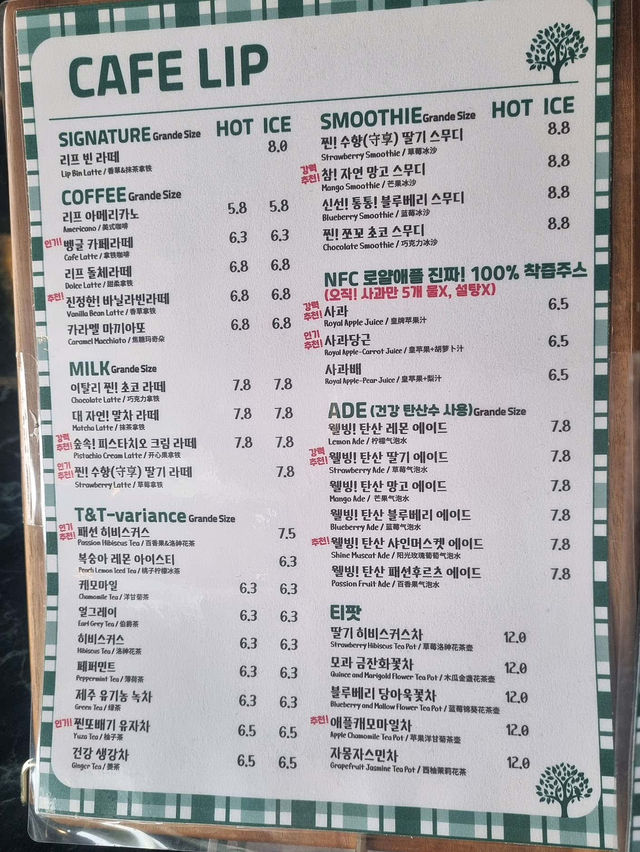 CAFE LIP
SIGNATURE Grande Size HOT ICE
리프 빈 라떼 8.0
Lip Bin Latte / 香草&抹茶拿铁
COFFEE Grande Size
리프 아메리카노 5.8 5.8
Americano / 美式咖啡
인기! 뱅글 카페라떼 6.3 6.3
Cafe Latte / 拿铁咖啡
리프 돌체라떼 6.8 6.8
Dolce Latte / 甜柔拿铁
추천! 진정한! 바닐라빈라떼 6.8 6.8
Vanilla Bean Latte / 香草拿铁
카라멜 마끼아또 6.8 6.8
Caramel Macchiato / 焦糖玛奇朵
MILK Grande Size
이탈리 찐! 초코 라떼 7.8 7.8
Chocolate Latte / 巧克力拿铁
대 자연! 말차 라떼 7.8 7.8
Matcha Latte / 抹茶拿铁
강력 추천! 숲속! 피스타치오 크림 라떼 7.8 7.8
Pistachio Cream Latte / 开心果拿铁
인기 추천! 찐! 수향(守享) 딸기 라떼 7.8
Strawberry Latte / 草莓拿铁
T&T-variance Grande Size
인기 추천! 패션 히비스커스 7.5
Passion Hibiscus Tea / 百香果&洛神花茶
복숭아 레몬 아이스티 6.3
Peach Lemon Iced Tea / 桃子柠檬冰茶
캐모마일 6.3 6.3
Chamomile Tea / 洋甘菊茶
얼그레이 6.3 6.3
Earl Grey Tea / 伯爵茶
히비스커스 6.3 6.3
Hibiscus Tea / 洛神花茶
페퍼민트 6.3 6.3
Peppermint Tea / 薄荷茶
제주 유기농 녹차 6.3 6.3
Green Tea / 绿茶
인기! 찐또배기 유자차 6.5 6.5
Yuza Tea / 柚子茶
건강 생강차 6.5 6.5
Ginger Tea / 姜茶
SMOOTHIE Grande Size HOT ICE
찐! 수향(守享) 딸기 스무디 8.8
Strawberry Smoothie / 草莓冰沙
강력 추천! 참! 자연 망고 스무디 8.8
Mango Smoothie / 芒果冰沙
신선! 통통! 블루베리 스무디 8.8
Blueberry Smoothie / 蓝莓冰沙
찐! 쪼꼬 초코 스무디 8.8
Chocolate Smoothie / 巧克力冰沙
NFC 로얄애플 진짜! 100% 착즙주스
(오직! 사과만 5개 물X, 설탕X)
강력 추천! 사과 6.5
Royal Apple Juice / 皇牌苹果汁
인기 추천! 사과당근 6.5
Royal Apple-Carrot Juice / 皇苹果+胡萝卜汁
사과배 6.5
Royal Apple-Pear Juice / 皇苹果+梨汁
ADE (건강 탄산수 사용) Grande Size
웰빙! 탄산 레몬 에이드 7.8
Lemon Ade / 柠檬气泡水
강력 추천! 웰빙! 탄산 딸기 에이드 7.8
Strawberry Ade / 草莓气泡水
웰빙! 탄산 망고 에이드 7.8
Mango Ade / 芒果气泡水
웰빙! 탄산 블루베리 에이드 7.8
Blueberry Ade / 蓝莓气泡水
추천! 웰빙! 탄산 샤인머스켓 에이드 7.8
Shine Muscat Ade / 阳光玫瑰葡萄气泡水
웰빙! 탄산 패션후르츠 에이드 7.8
Passion Fruit Ade / 百香果气泡水
티팟
딸기 히비스커스차 12.0
Strawberry Hibiscus Tea Pot / 草莓洛神花茶壶
모과 금잔화꽃차 12.0
Quince and Marigold Flower Tea Pot / 木瓜金盏花茶壶
블루베리 당아욱꽃차 12.0
Blueberry and Mallow Flower Tea Pot / 蓝莓锦葵花茶壶
추천! 애플캐모마일차 12.0
Apple Chamomile Tea Pot / 苹果洋甘菊茶壶
자몽자스민차 12.0
Grapefruit Jasmine Tea Pot / 西柚茉莉花茶